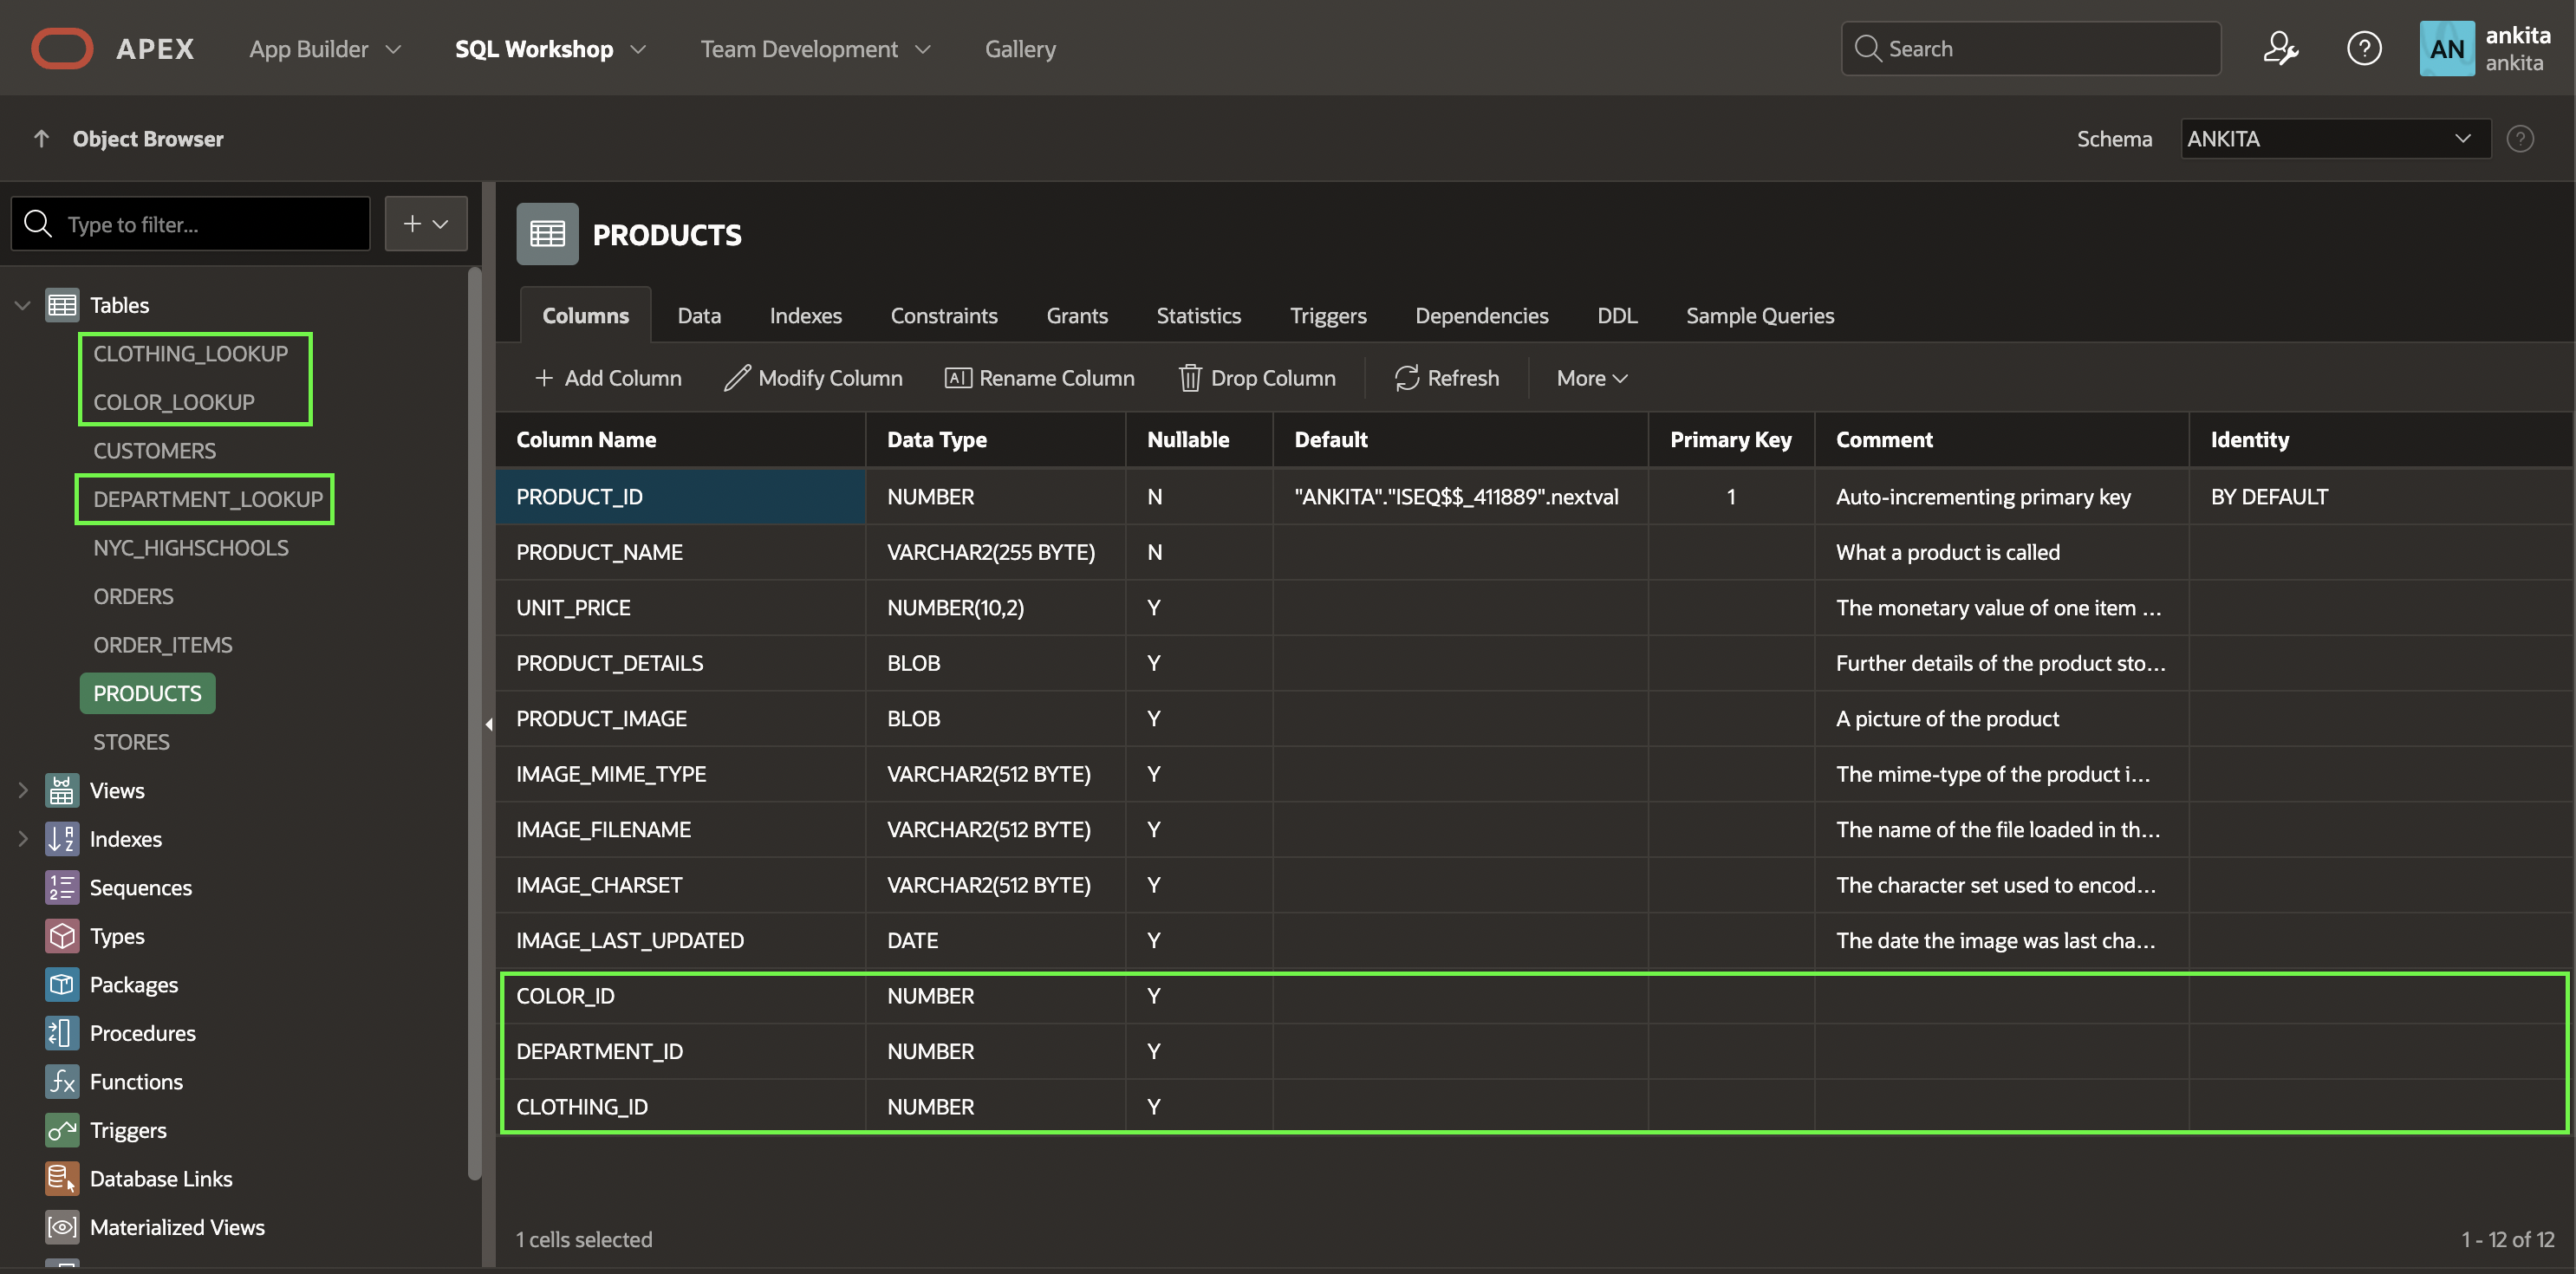 APEX App Builder SQL Workshop Team Development Gallery Search AN ankita
ankita
Object Browser Schema ANKITA
Type to filter...
Tables
CLOTHING_LOOKUP
COLOR_LOOKUP
CUSTOMERS
DEPARTMENT_LOOKUP
NYC_HIGHSCHOOLS
ORDERS
ORDER_ITEMS
PRODUCTS
STORES
Views
Indexes
Sequences
Types
Packages
Procedures
Functions
Triggers
Database Links
Materialized Views
PRODUCTS
Columns Data Indexes Constraints Grants Statistics Triggers Dependencies DDL Sample Queries
Add Column Modify Column Rename Column Drop Column Refresh More
Column Name Data Type Nullable Default Primary Key Comment Identity
PRODUCT_ID NUMBER N "ANKITA"."ISEQ$$_411889".nextval 1 Auto-incrementing primary key BY DEFAULT
PRODUCT_NAME VARCHAR2(255 BYTE) N What a product is called
UNIT_PRICE NUMBER(10,2) Y The monetary value of one item ...
PRODUCT_DETAILS BLOB Y Further details of the product sto...
PRODUCT_IMAGE BLOB Y A picture of the product
IMAGE_MIME_TYPE VARCHAR2(512 BYTE) Y The mime-type of the product i...
IMAGE_FILENAME VARCHAR2(512 BYTE) Y The name of the file loaded in th...
IMAGE_CHARSET VARCHAR2(512 BYTE) Y The character set used to encod...
IMAGE_LAST_UPDATED DATE Y The date the image was last cha...
COLOR_ID NUMBER Y
DEPARTMENT_ID NUMBER Y
CLOTHING_ID NUMBER Y
1 cells selected 1 - 12 of 12